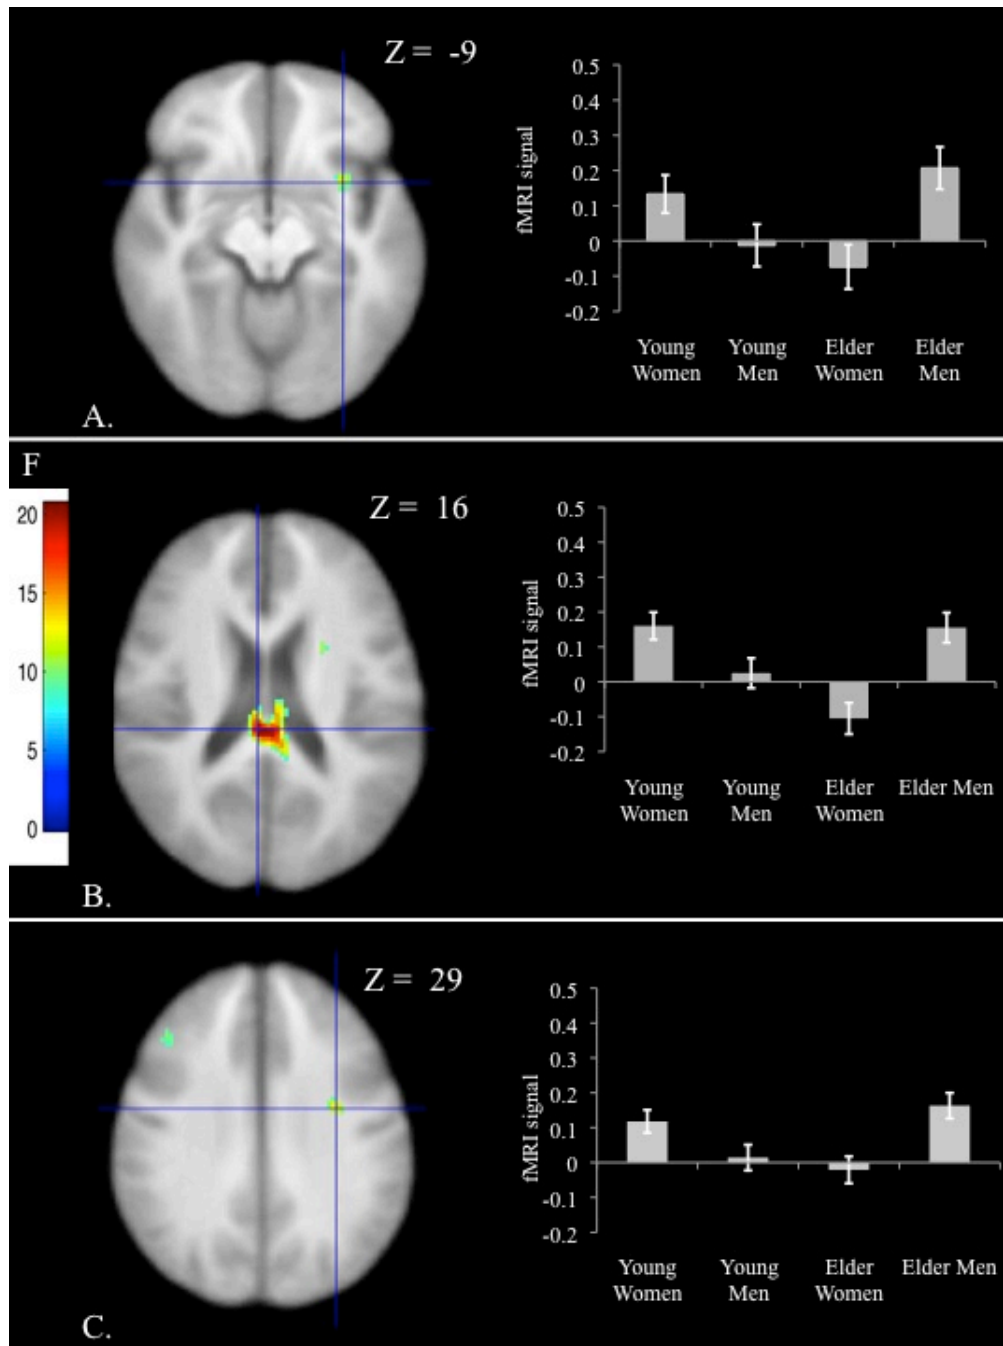 Z = -9
0.5
0.4
0.3
0.2
0.1
0
-0.1
-0.2
fMRI signal
Young Women
Young Men
Elder Women
Elder Men
A.
F
20
15
10
5
0
Z = 16
0.5
0.4
0.3
0.2
0.1
0
-0.1
-0.2
fMRI signal
Young Women
Young Men
Elder Women
Elder Men
B.
Z = 29
0.5
0.4
0.3
0.2
0.1
0
-0.1
-0.2
fMRI signal
Young Women
Young Men
Elder Women
Elder Men
C.